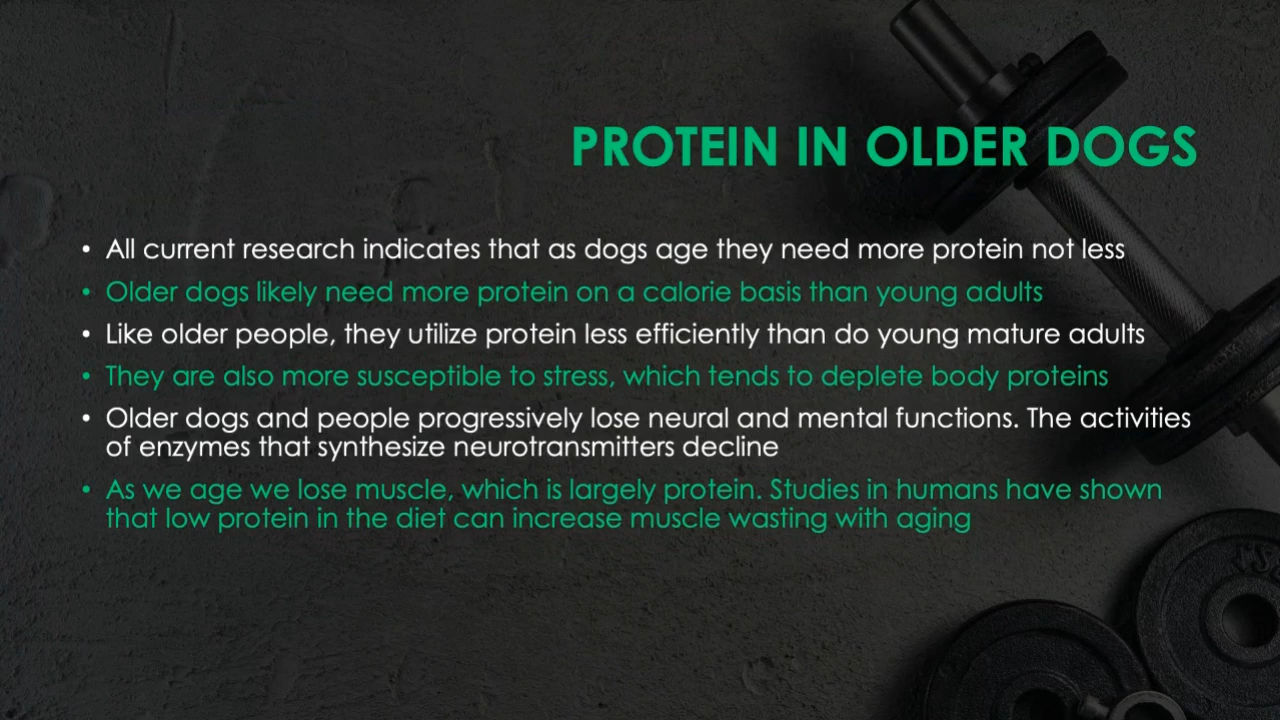 PROTEIN IN OLDER DOGS
• All current research indicates that as dogs age they need more protein not less
• Older dogs likely need more protein on a calorie basis than young adults
• Like older people, they utilize protein less efficiently than do young mature adults
• They are also more susceptible to stress, which tends to deplete body proteins
• Older dogs and people progressively lose neural and mental functions. The activities
of enzymes that synthesize neurotransmitters decline
• As we age we lose muscle, which is largely protein. Studies in humans have shown
that low protein in the diet can increase muscle wasting with aging